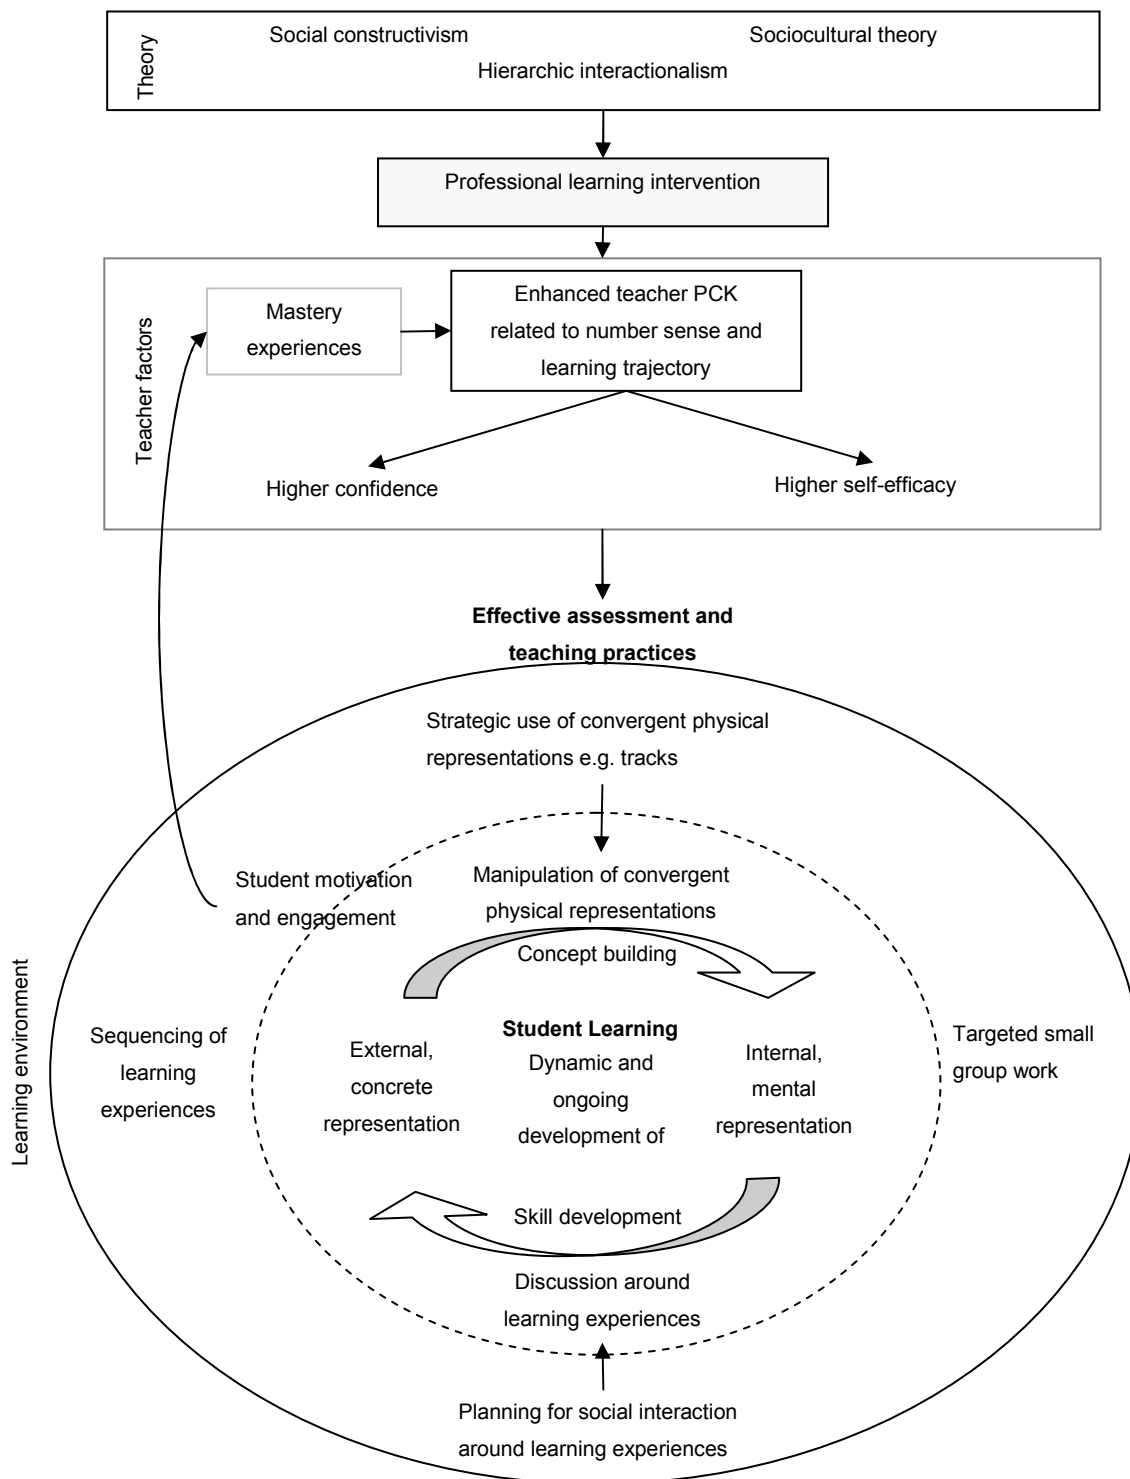 Theory
Social constructivism
Sociocultural theory
Hierarchic interactionalism
Professional learning intervention
Teacher factors
Mastery
experiences
Enhanced teacher PCK
related to number sense and
learning trajectory
Higher confidence
Higher self-efficacy
Effective assessment and
teaching practices
Learning environment
Strategic use of convergent physical
representations e.g. tracks
Student motivation
and engagement
Manipulation of convergent
physical representations
Concept building
Sequencing of
learning
experiences
External,
concrete
representation
Student Learning
Dynamic and
ongoing
development of
Internal,
mental
representation
Targeted small
group work
Skill development
Discussion around
learning experiences
Planning for social interaction
around learning experiences